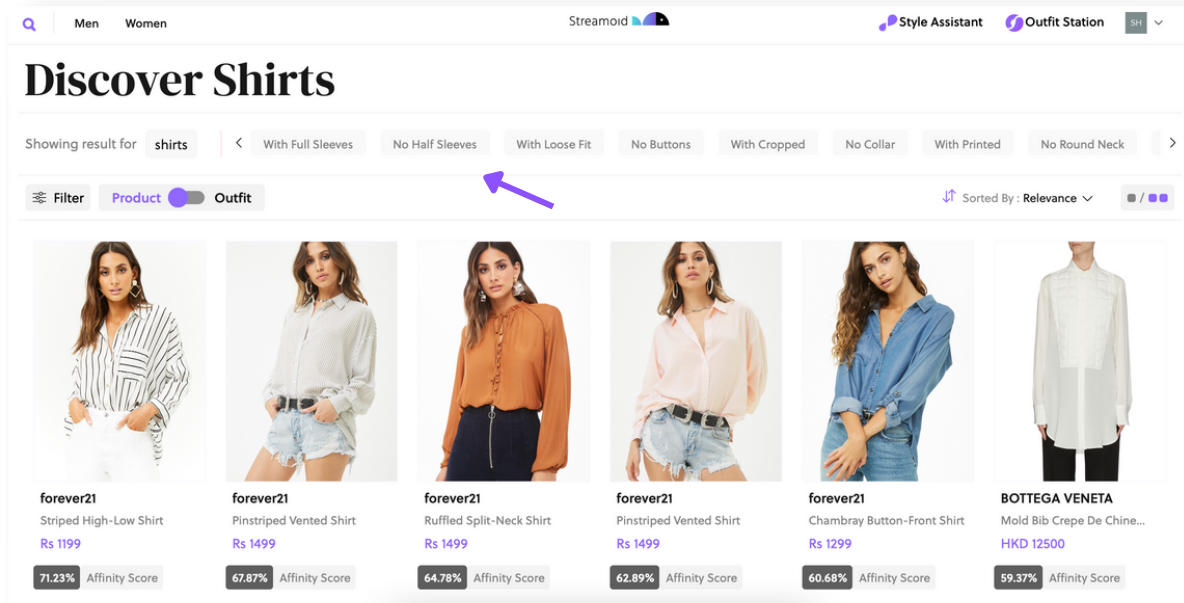 Men Women Streamoid Style Assistant Outfit Station SH
Discover Shirts
Showing result for shirts With Full Sleeves No Half Sleeves With Loose Fit No Buttons With Cropped No Collar With Printed No Round Neck
Filter Product Outfit Sorted By : Relevance /
forever21 forever21 forever21 forever21 forever21 BOTTEGA VENETA
Striped High-Low Shirt Pinstriped Vented Shirt Ruffled Split-Neck Shirt Pinstriped Vented Shirt Chambray Button-Front Shirt Mold Bib Crepe De Chine...
Rs 1199 Rs 1499 Rs 1499 Rs 1499 Rs 1299 HKD 12500
71.23% Affinity Score 67.87% Affinity Score 64.78% Affinity Score 62.89% Affinity Score 60.68% Affinity Score 59.37% Affinity Score